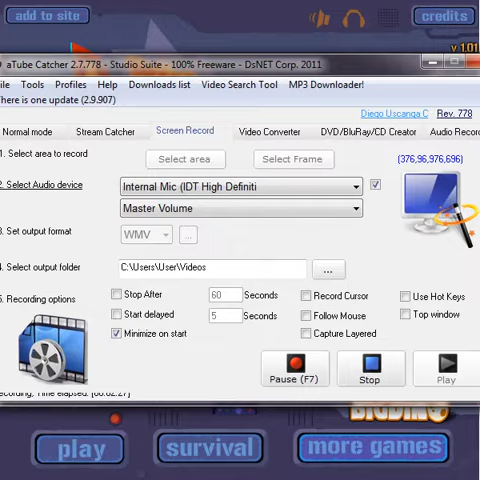 add to site
credits
v 1.01
aTube Catcher 2.7.778 - Studio Suite - 100% Freeware - DsNET Corp. 2011
ile Tools Profiles Help Downloads list Video Search Tool MP3 Downloader!
here is one update (2.9.907)
Diego Uscanga C Rev. 778
Normal mode Stream Catcher Screen Record Video Converter DVD/BluRay/CD Creator Audio Recor
1. Select area to record Select area Select Frame (376,96,976,696)
2. Select Audio device Internal Mic (IDT High Definiti
Master Volume
3. Set output format WMV ...
4. Select output folder C:\Users\User\Videos ...
5. Recording options Stop After 60 Seconds Record Cursor Use Hot Keys
Start delayed 5 Seconds Follow Mouse Top window
Minimize on start Capture Layered
Pause (F7) Stop Play
ecording, Time elapsed: [00:02:27]
play survival more games